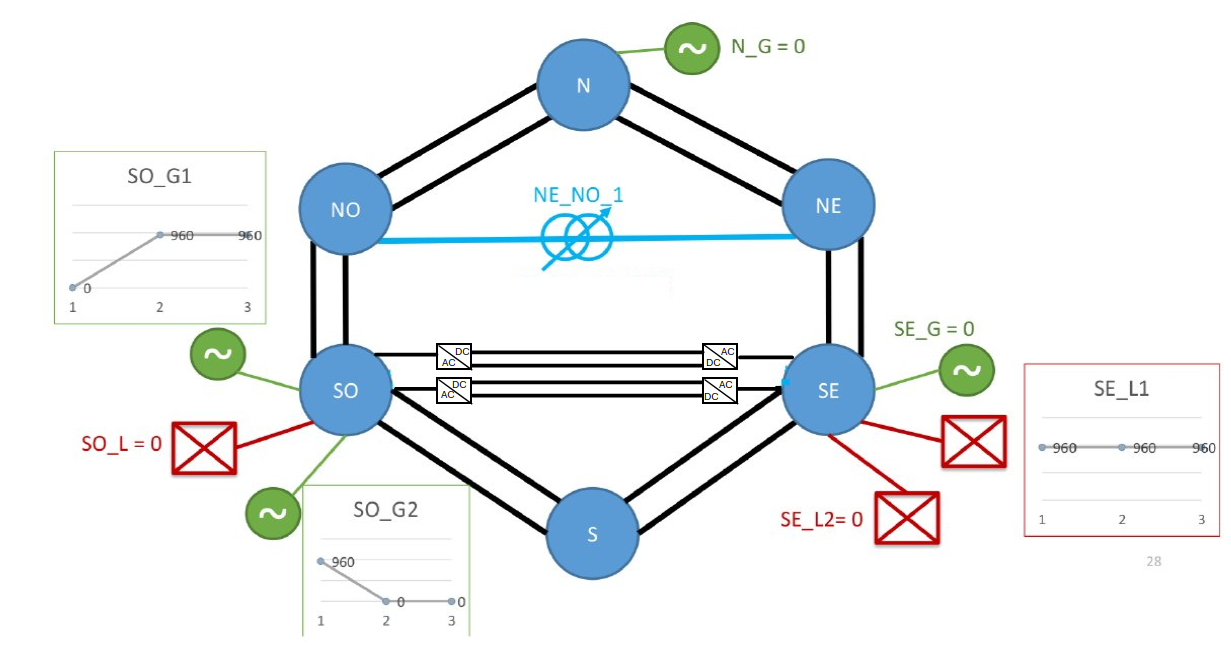 N
N_G = 0
SO_G1
960
960
0
1
2
3
NO
NE_NO_1
NE
SE_G = 0
DC
AC
AC
DC
DC
AC
AC
DC
SO
SE
SE_L1
960
960
960
1
2
3
SO_L = 0
SO_G2
960
0
0
1
2
3
S
SE_L2= 0
28